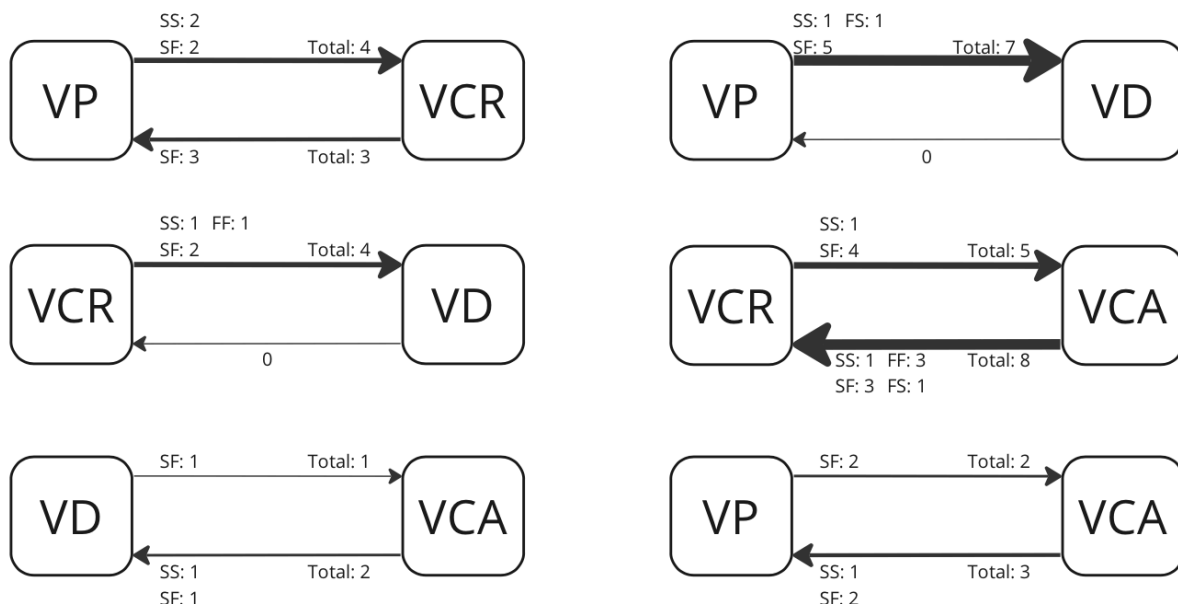 SS: 2
SF: 2 Total: 4
VP VCR
SF: 3 Total: 3
SS: 1 FS: 1
SF: 5 Total: 7
VP VD
0
SS: 1 FF: 1
SF: 2 Total: 4
VCR VD
0
SS: 1
SF: 4 Total: 5
VCR VCA
SS: 1 FF: 3 Total: 8
SF: 3 FS: 1
SF: 1 Total: 1
VD VCA
SS: 1 Total: 2
SF: 1
SF: 2 Total: 2
VP VCA
SS: 1 Total: 3
SF: 2